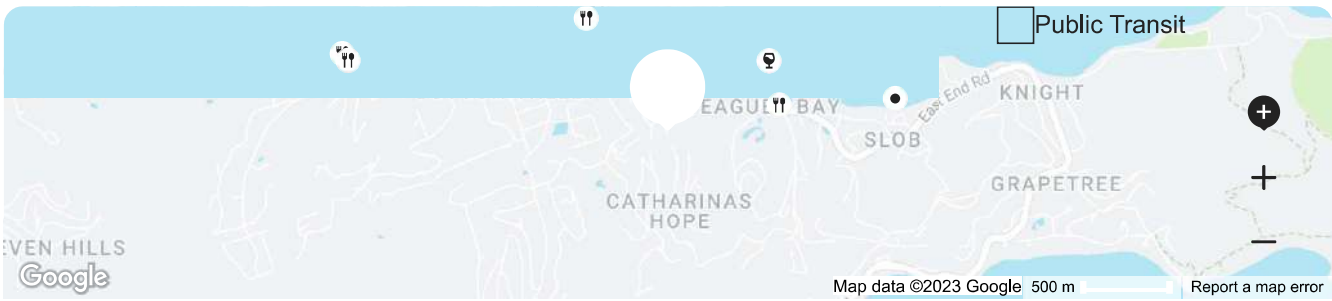 Public Transit
KNIGHT
EAGUE BAY
East End Rd
SLOB
GRAPETREE
CATHARINAS
HOPE
EVEN HILLS
Google
Map data ©2023 Google 500 m Report a map error